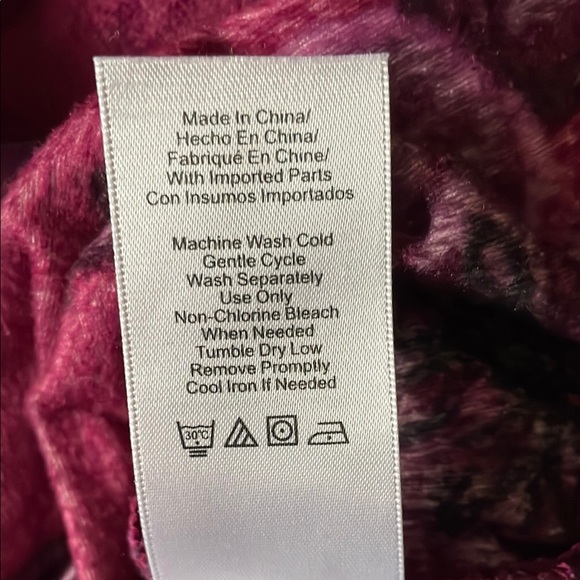 Made In China/
Hecho En China/
Fabriqué En Chine/
With Imported Parts
Con Insumos Importados
Machine Wash Cold
Gentle Cycle
Wash Separately
Use Only
Non-Chlorine Bleach
When Needed
Tumble Dry Low
Remove Promptly
Cool Iron If Needed
30°C